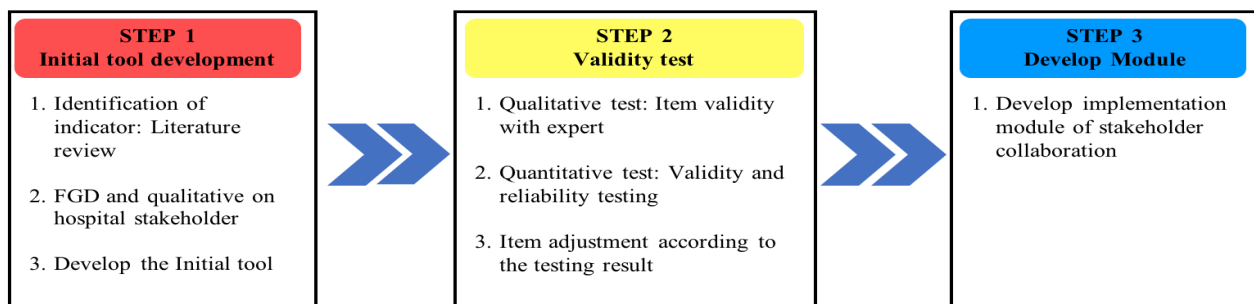 STEP 1
Initial tool development
1. Identification of
indicator: Literature
review
2. FGD and qualitative on
hospital stakeholder
3. Develop the Initial tool
STEP 2
Validity test
1. Qualitative test: Item validity
with expert
2. Quantitative test: Validity and
reliability testing
3. Item adjustment according to
the testing result
STEP 3
Develop Module
1. Develop implementation
module of stakeholder
collaboration